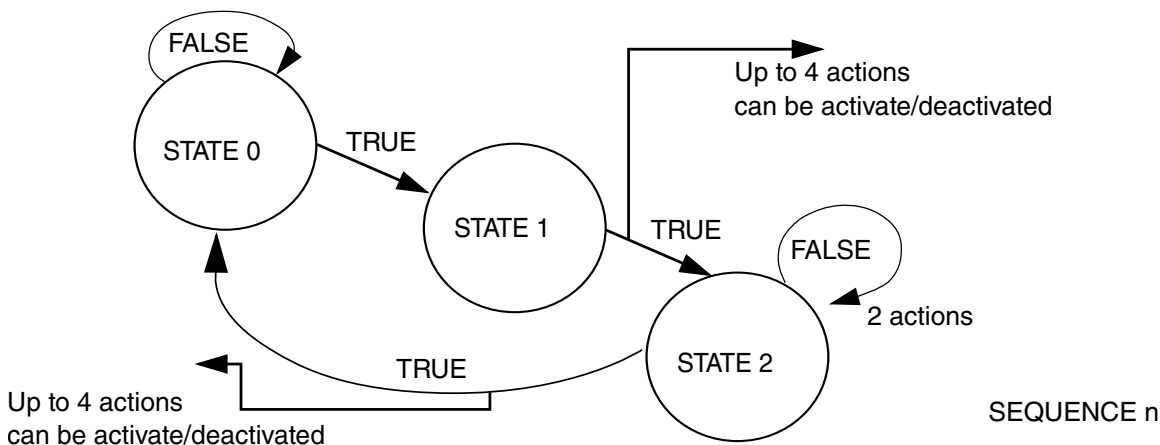 FALSE
Up to 4 actions
can be activate/deactivated
STATE 0
TRUE
STATE 1
TRUE
FALSE
2 actions
STATE 2
TRUE
Up to 4 actions
can be activate/deactivated
SEQUENCE n